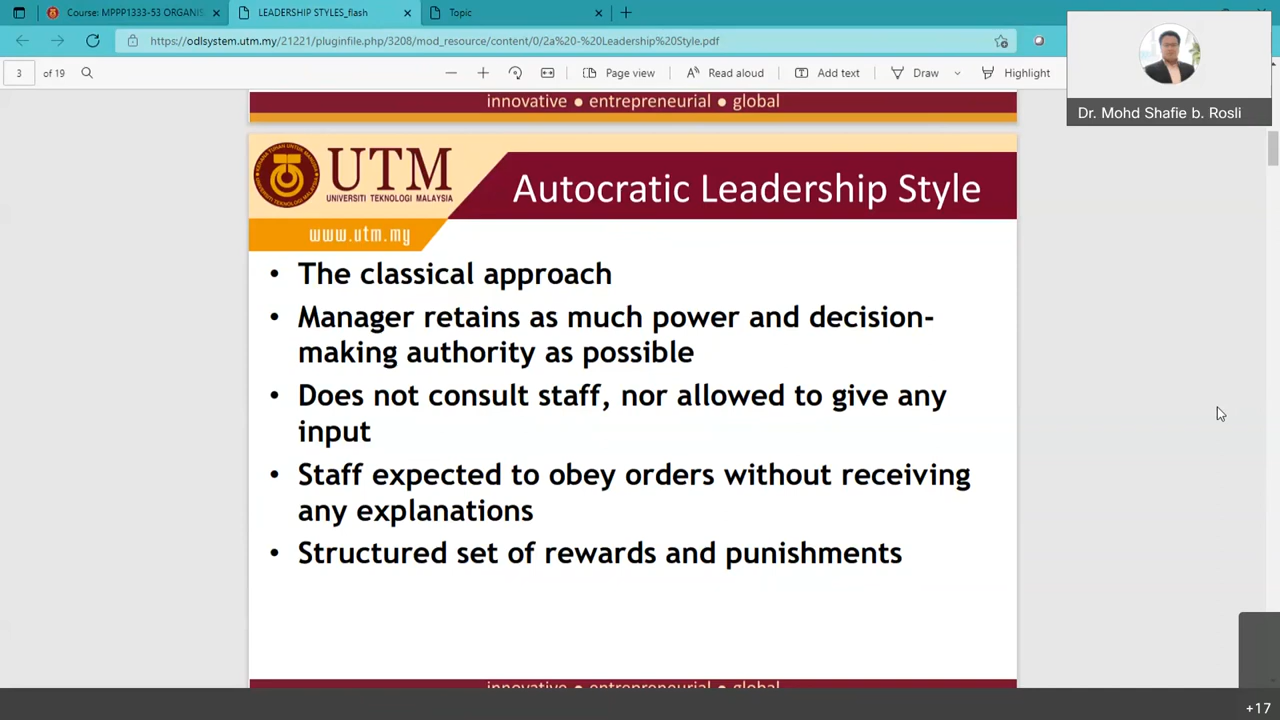 Course: MPPP1333-53 ORGANIS
LEADERSHIP STYLES_flash
Topic
https://odlsystem.utm.my/21221/pluginfile.php/3208/mod_resource/content/0/2a%20-%20Leadership%20Style.pdf
3 of 19
Page view
Read aloud
Add text
Draw
Highlight
Dr. Mohd Shafie b. Rosli
innovative ● entrepreneurial ● global
UTM
UNIVERSITI TEKNOLOGI MALAYSIA
www.utm.my
Autocratic Leadership Style
• The classical approach
• Manager retains as much power and decision-
making authority as possible
• Does not consult staff, nor allowed to give any
input
• Staff expected to obey orders without receiving
any explanations
• Structured set of rewards and punishments
innovative ● entrepreneurial ● global
+17